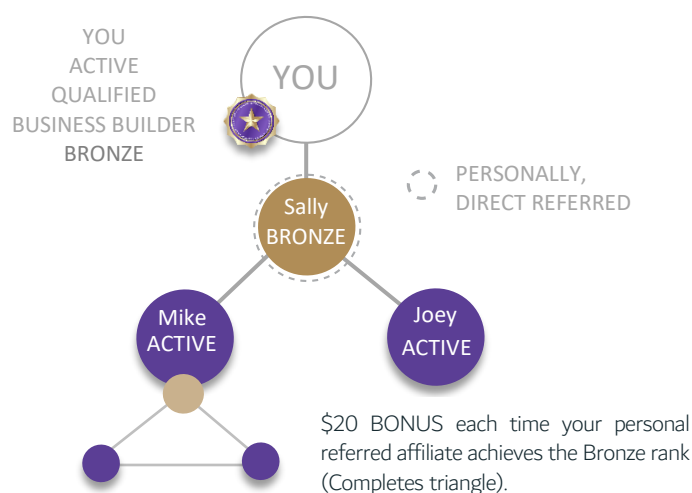 YOU
ACTIVE
QUALIFIED
BUSINESS BUILDER
BRONZE
YOU
PERSONALLY,
DIRECT REFERRED
Sally
BRONZE
Mike
ACTIVE
Joey
ACTIVE
$20 BONUS each time your personal
referred affiliate achieves the Bronze rank
(Completes triangle).